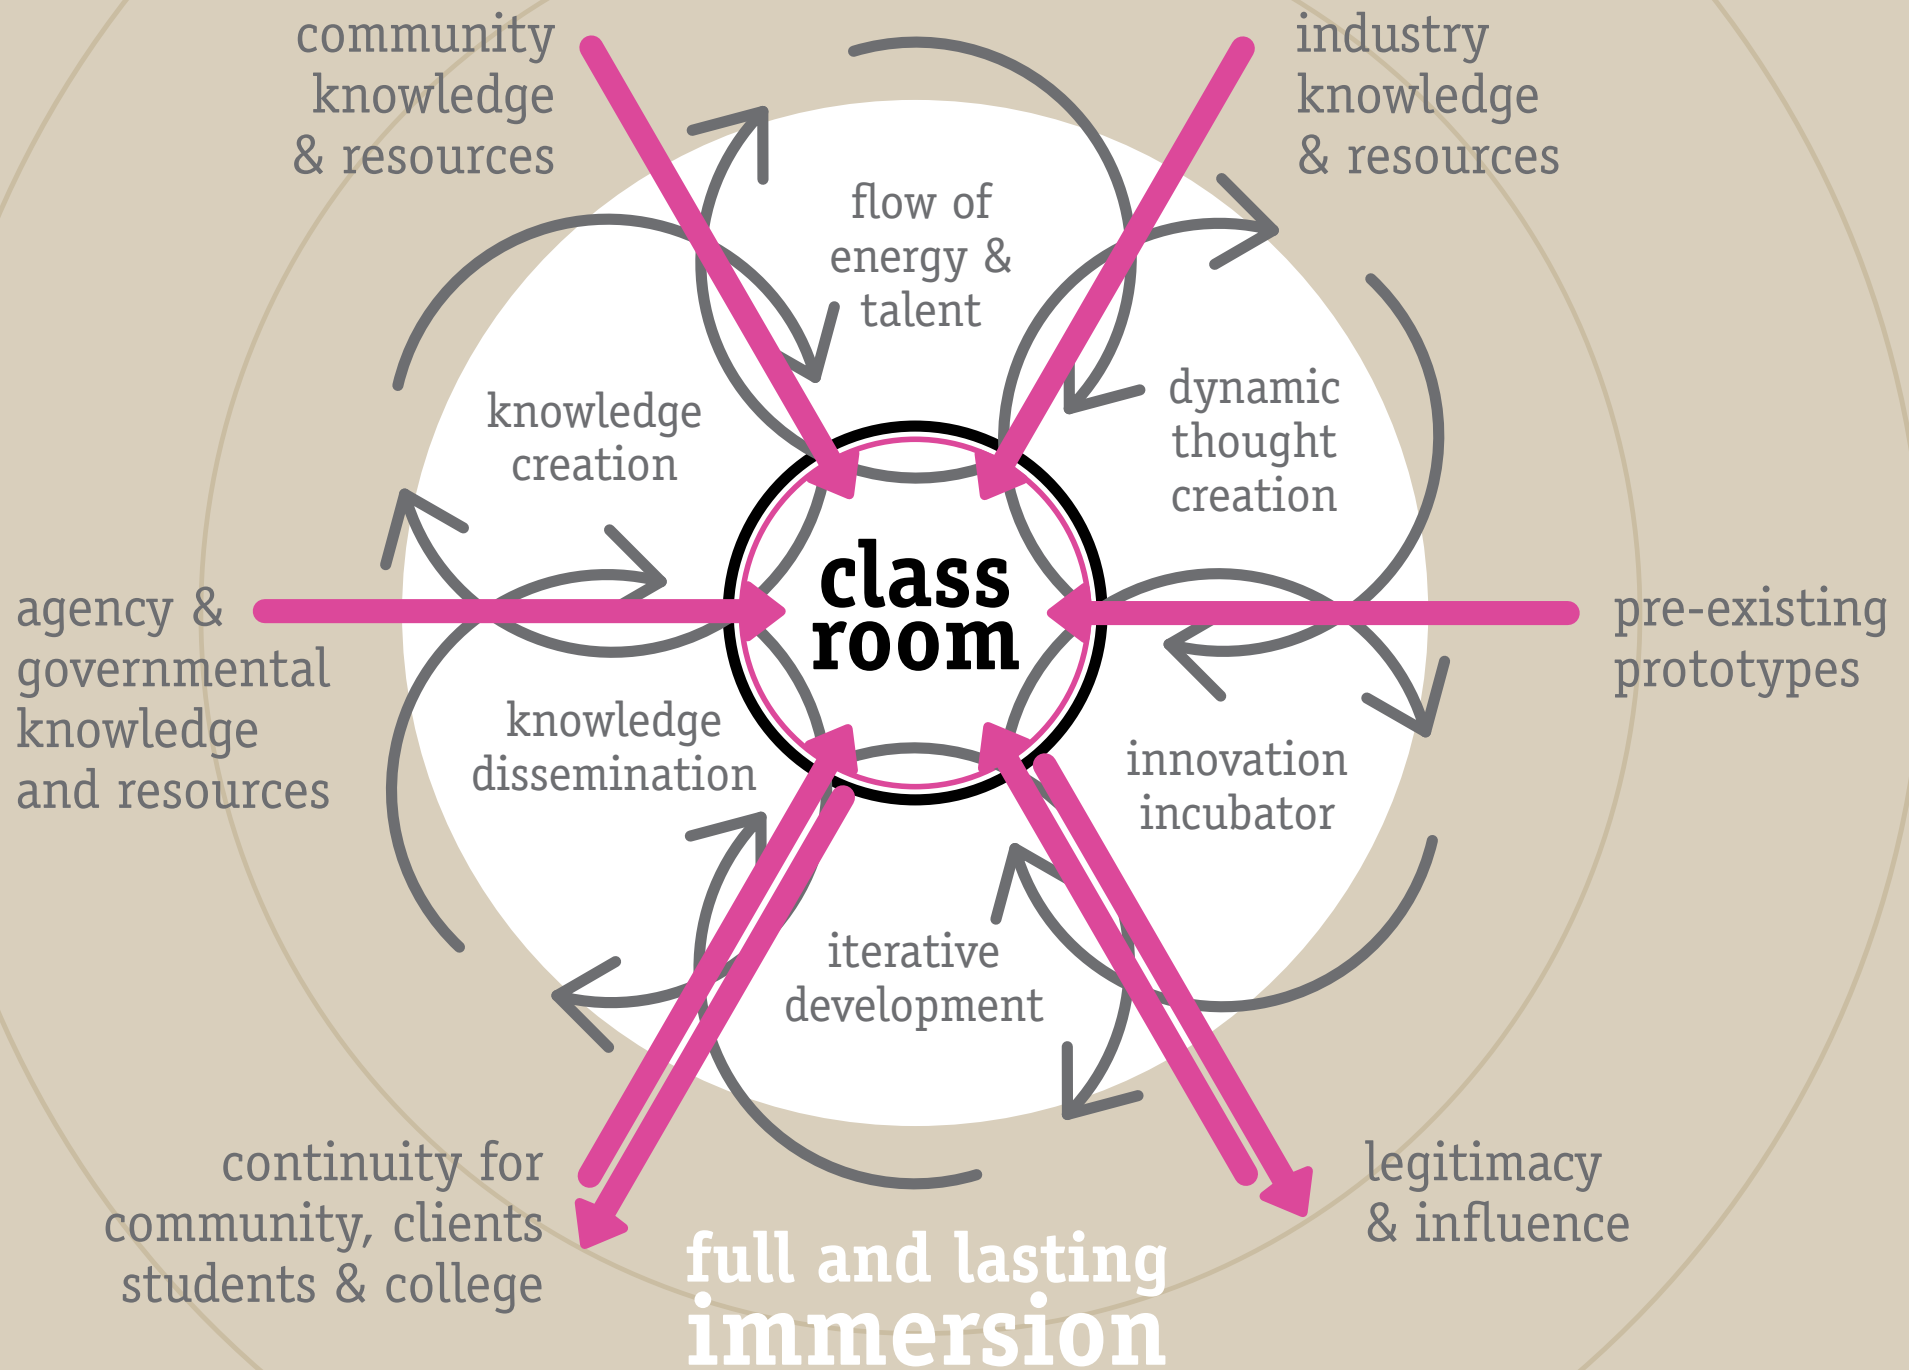 community
knowledge
& resources
industry
knowledge
& resources
flow of
energy &
talent
knowledge
creation
dynamic
thought
creation
class
room
agency &
governmental
knowledge
and resources
pre-existing
prototypes
knowledge
dissemination
innovation
incubator
iterative
development
continuity for
community, clients
students & college
legitimacy
& influence
full and lasting
immersion